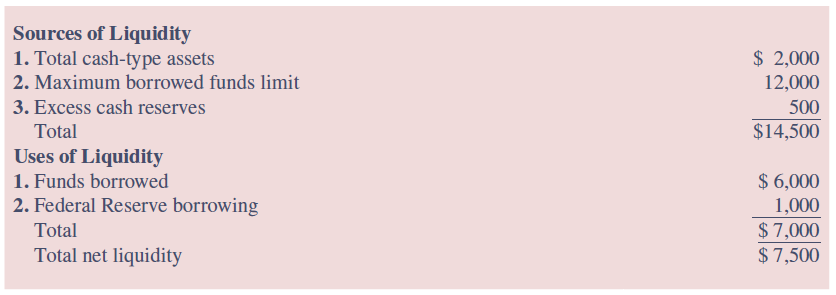 Sources of Liquidity
1. Total cash-type assets $ 2,000
2. Maximum borrowed funds limit 12,000
3. Excess cash reserves 500
Total $14,500
Uses of Liquidity
1. Funds borrowed $ 6,000
2. Federal Reserve borrowing 1,000
Total $ 7,000
Total net liquidity $ 7,500